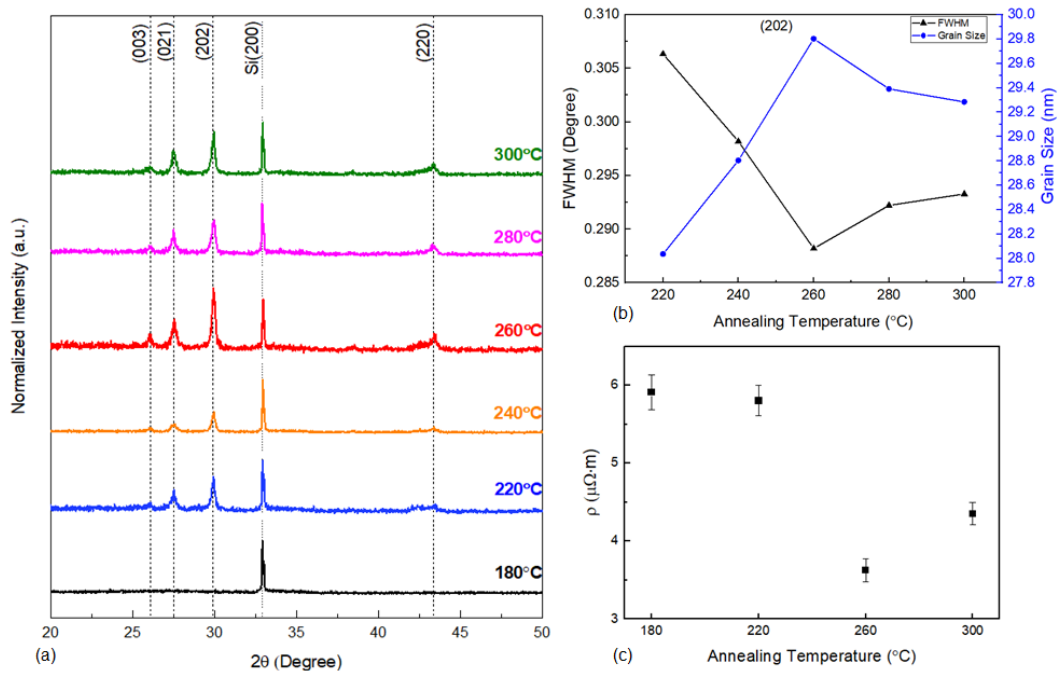 (003)
(021)
(202)
Si(200)
(220)
300°C
280°C
260°C
240°C
220°C
180°C
Normalized Intensity (a.u.)
20 25 30 35 40 45 50
2θ (Degree)
(a)
(202)
FWHM
Grain Size
0.310
0.305
0.300
0.295
0.290
0.285
FWHM (Degree)
30.0
29.8
29.6
29.4
29.2
29.0
28.8
28.6
28.4
28.2
28.0
27.8
Grain Size (nm)
220 240 260 280 300
Annealing Temperature (°C)
(b)
6
5
4
3
ρ (μΩ·m)
180 220 260 300
Annealing Temperature (°C)
(c)